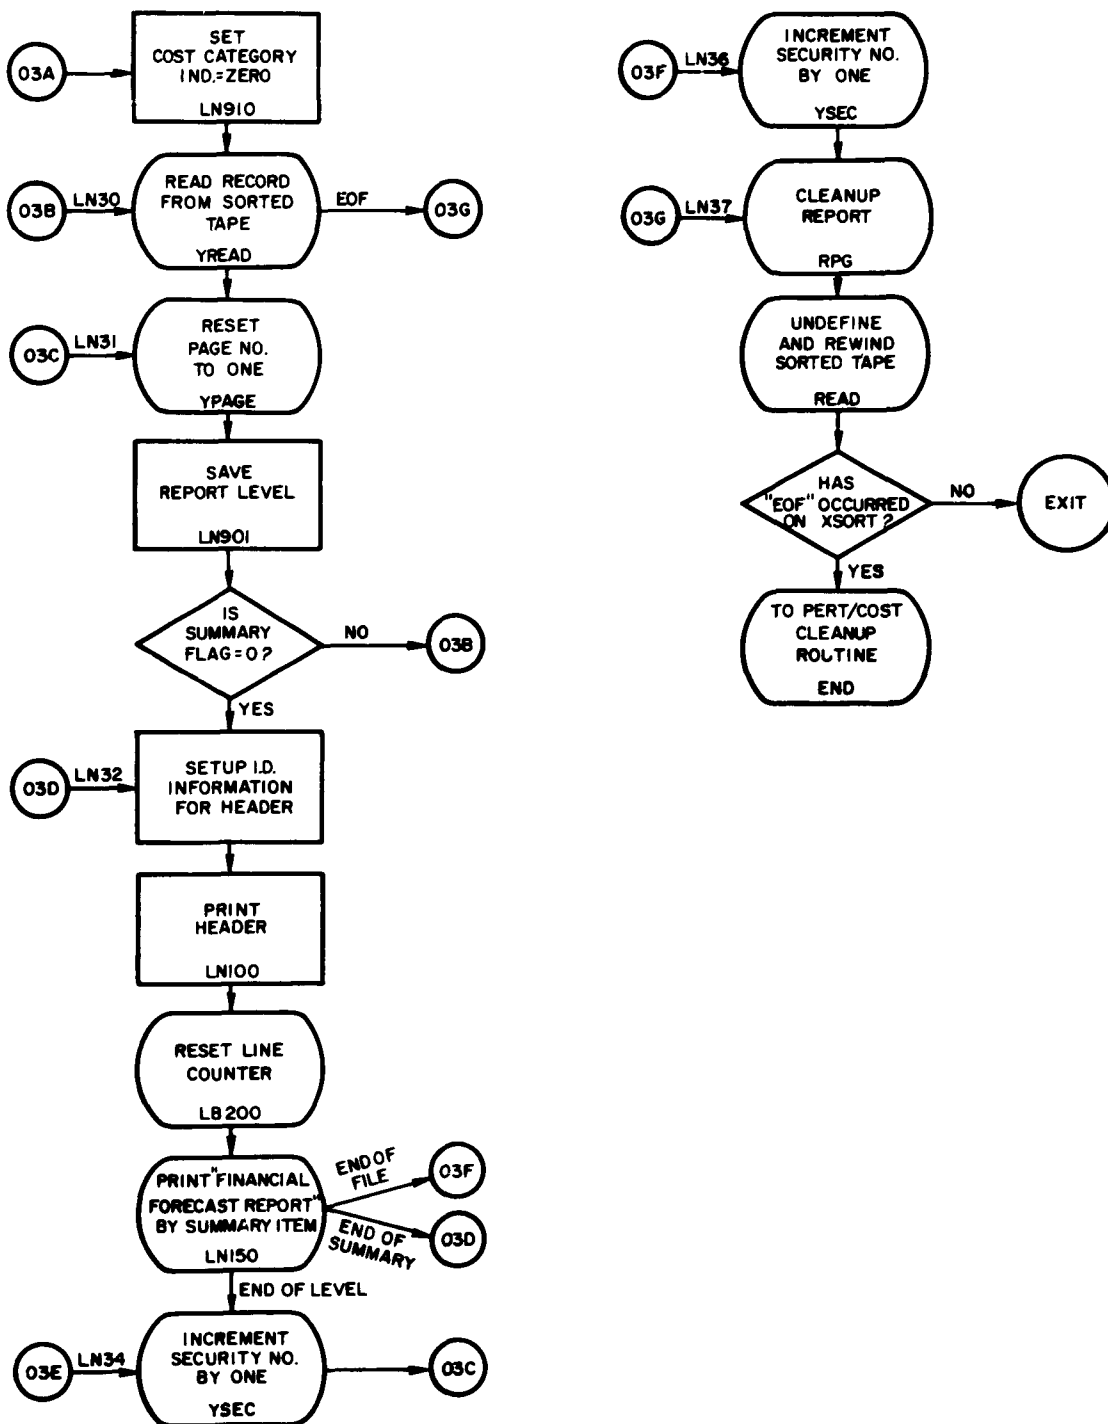 SET
COST CATEGORY
IND.=ZERO
LN910
03A
READ RECORD
FROM SORTED
TAPE
YREAD
03B
LN30
EOF
03G
RESET
PAGE NO.
TO ONE
YPAGE
03C
LN31
SAVE
REPORT LEVEL
LN901
IS
SUMMARY
FLAG=0?
NO
03B
YES
SETUP I.D.
INFORMATION
FOR HEADER
03D
LN32
PRINT
HEADER
LN100
RESET LINE
COUNTER
LB200
PRINT "FINANCIAL
FORECAST REPORT"
BY SUMMARY ITEM
LN150
END OF
FILE
03F
END OF
SUMMARY
03D
END OF LEVEL
INCREMENT
SECURITY NO.
BY ONE
YSEC
03E
LN34
03C
INCREMENT
SECURITY NO.
BY ONE
YSEC
03F
LN36
CLEANUP
REPORT
RPG
03G
LN37
UNDEFINE
AND REWIND
SORTED TAPE
READ
HAS
"EOF" OCCURRED
ON XSORT?
NO
EXIT
YES
TO PERT/COST
CLEANUP
ROUTINE
END